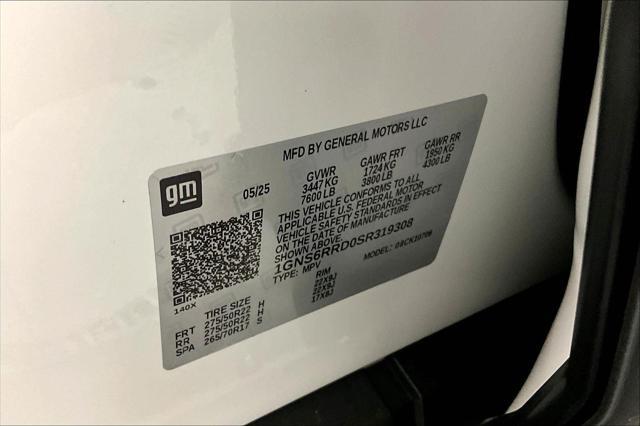 MFD BY GENERAL MOTORS LLC
gm
05/25
GVWR GAWR FRT GAWR RR
3447 KG 1724 KG 1950 KG
7600 LB 3800 LB 4300 LB
THIS VEHICLE CONFORMS TO ALL
APPLICABLE U.S. FEDERAL MOTOR
VEHICLE SAFETY STANDARDS IN EFFECT
ON THE DATE OF MANUFACTURE
SHOWN ABOVE.
1GNS6RRD0SR319308
TYPE: MPV MODEL:
140X
TIRE SIZE RIM
FRT 275/50R22 H 22X9J
RR 275/50R22 H 22X9J
SPA 265/70R17 S 17X8J